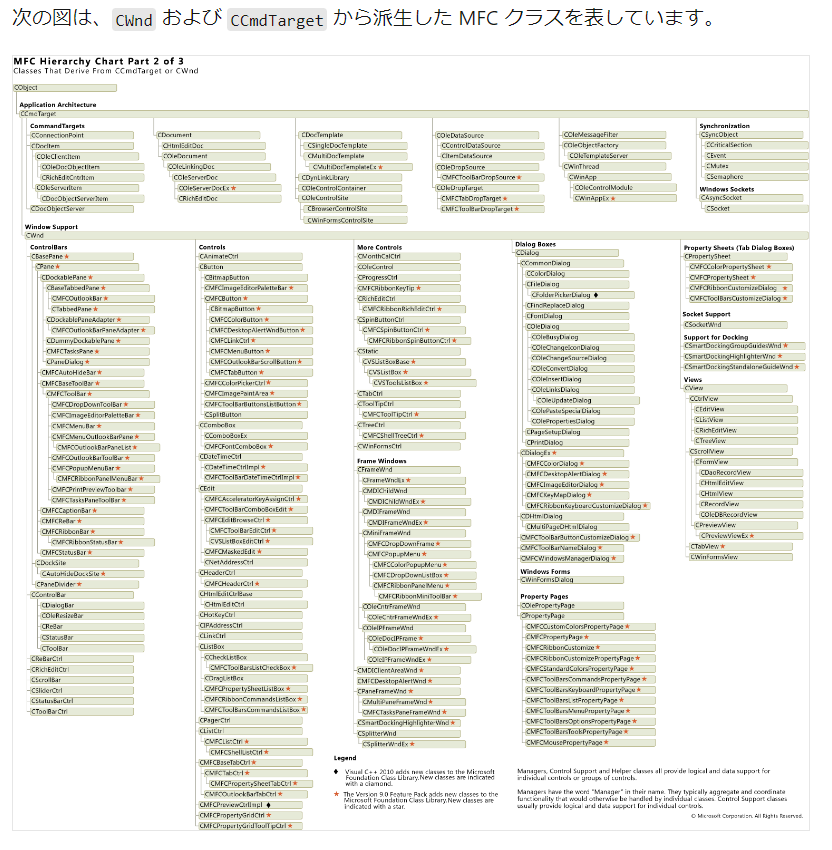 次の図は、 CWnd および CCmdTarget から派生した MFC クラスを表しています。
MFC Hierarchy Chart Part 2 of 3
Classes That Derive From CCmdTarget or CWnd
CObject
Application Architecture
CCmdTarget
CommandTargets
CConnectionPoint
CDocItem
COleClientItem
COleDocObjectItem
CRichEditCntrItem
COleServerItem
CDocObjectServerItem
CDocObjectServer
CDocument
CHtmlEditDoc
COleDocument
COleLinkingDoc
COleServerDoc
COleServerDocEx ★
CRichEditDoc
CDocTemplate
CSingleDocTemplate
CMultiDocTemplate
CMultiDocTemplateEx ★
CDynLinkLibrary
COleControlContainer
COleControlSite
CBrowserControlSite
CWinFormsControlSite
COleDataSource
CControlDataSource
CItemDataSource
COleDropSource
CMFCToolBarDropSource ★
COleDropTarget
CMFCTabDropTarget ★
CMFCToolBarDropTarget ★
COleMessageFilter
COleObjectFactory
COleTemplateServer
CWinThread
CWinApp
COleControlModule
CWinAppEx ★
Synchronization
CSyncObject
CCriticalSection
CEvent
CMutex
CSemaphore
Windows Sockets
CAsyncSocket
CSocket
Window Support
CWnd
ControlBars
CBasePane ★
CPane ★
CDockablePane ★
CBaseTabbedPane ★
CMFCOutlookBar ★
CTabbedPane ★
CDockablePaneAdapter ★
CMFCOutlookBarPaneAdapter ★
CDummyDockablePane ★
CMFCTasksPane ★
CPaneDialog ★
CMFCAutoHideBar ★
CMFCBaseToolBar ★
CMFCToolBar ★
CMFCDropDownToolBar ★
CMFCImageEditorPaletteBar ★
CMFCMenuBar ★
CMFCMenuOutlookBarPane ★
CMFCOutlookBarPaneList ★
CMFCOutlookBarToolBar ★
CMFCPopupMenuBar ★
CMFCRibbonPanelMenuBar ★
CMFCPrintPreviewToolbar ★
CMFCTasksPaneToolBar ★
CMFCCaptionBar ★
CMFCReBar ★
CMFCRibbonBar ★
CMFCRibbonStatusBar ★
CMFCStatusBar ★
CDockSite
CAutoHideDockSite ★
CPaneDivider ★
CControlBar
CDialogBar
COleResizeBar
CReBar
CStatusBar
CToolBar
CReBarCtrl
CRichEditCtrl
CScrollBar
CSliderCtrl
CStatusBarCtrl
CToolBarCtrl
Controls
CAnimateCtrl
CButton
CBitmapButton
CMFCImageEditorPaletteBar ★
CMFCButton ★
CBitmapButton ★
CMFCColorButton ★
CMFCDesktopAlertWndButton ★
CMFCLinkCtrl ★
CMFCMenuButton ★
CMFCOutlookBarScrollButton ★
CMFCTabButton ★
CMFCColorPickerCtrl ★
CMFCImagePaintArea ★
CMFCToolBarButtonsListButton ★
CSplitButton
CComboBox
CComboBoxEx
CMFCFontComboBox ★
CDateTimeCtrl
CDateTimeCtrlImpl ★
CMFCToolBarDateTimeCtrlImpl ★
CEdit
CMFCAcceleratorKeyAssignCtrl ★
CMFCToolBarComboBoxEdit ★
CMFCEditBrowseCtrl ★
CMFCToolBarEditCtrl ★
CVSListBoxEditCtrl ★
CMFCMaskedEdit ★
CNetAddressCtrl
CHeaderCtrl
CMFCHeaderCtrl ★
CHtmlEditCtrlBase
CHtmlEditCtrl
CHotKeyCtrl
CIPAddressCtrl
CLinkCtrl
CListBox
CCheckListBox
CMFCToolBarsListCheckBox ★
CDragListBox
CMFCPropertySheetListBox ★
CMFCRibbonCommandsListBox ★
CMFCToolBarsCommandsListBox ★
CPagerCtrl
CListCtrl
CMFCListCtrl ★
CMFCShellListCtrl ★
CMFCBaseTabCtrl ★
CMFCTabCtrl ★
CMFCPropertySheetTabCtrl ★
CMFCOutlookBarTabCtrl ★
CMFCPreviewCtrlImpl ♦
CMFCPropertyGridCtrl ★
CMFCPropertyGridToolTipCtrl ★
More Controls
CMonthCalCtrl
COleControl
CProgressCtrl
CMFCRibbonKeyTip ★
CRichEditCtrl
CMFCRibbonRichEditCtrl ★
CSpinButtonCtrl
CMFCSpinButtonCtrl ★
CMFCRibbonSpinButtonCtrl ★
CStatic
CVSListBoxBase ★
CVSListBox ★
CVSToolsListBox ★
CTabCtrl
CToolTipCtrl
CMFCToolTipCtrl ★
CTreeCtrl
CMFCShellTreeCtrl ★
CWinFormsCtrl
Frame Windows
CFrameWnd
CFrameWndEx ★
CMDIChildWnd
CMDIChildWndEx ★
CMDIFrameWnd
CMDIFrameWndEx ★
CMiniFrameWnd
CMFCDropDownFrame ★
CMFCPopupMenu ★
CMFCColorPopupMenu ★
CMFCDropDownListBox ★
CMFCRibbonPanelMenu ★
CMFCRibbonMiniToolBar ★
COleCntrFrameWnd
COleCntrFrameWndEx ★
COleIPFrameWnd
COleDocIPFrame ★
COleDocIPFrameWndEx ★
COleIPFrameWndEx ★
CMDIClientAreaWnd ★
CMFCDesktopAlertWnd ★
CPaneFrameWnd ★
CMultiPaneFrameWnd ★
CMFCTasksPaneFrameWnd ★
CSmartDockingHighlighterWnd ★
CSplitterWnd
CSplitterWndEx ★
Legend
♦ Visual C++ 2010 adds new classes to the Microsoft
Foundation Class Library.New classes are indicated
with a diamond.
★ The Version 9.0 Feature Pack adds new classes to the
Microsoft Foundation Class Library.New classes are
indicated with a star.
Dialog Boxes
CDialog
CCommonDialog
CColorDialog
CFileDialog
CFolderPickerDialog ♦
CFindReplaceDialog
CFontDialog
COleDialog
COleBusyDialog
COleChangeIconDialog
COleChangeSourceDialog
COleConvertDialog
COleInsertDialog
COleLinksDialog
COleUpdateDialog
COlePasteSpecialDialog
COlePropertiesDialog
CPageSetupDialog
CPrintDialog
CDialogEx ★
CMFCColorDialog ★
CMFCDesktopAlertDialog ★
CMFCImageEditorDialog ★
CMFCKeyMapDialog ★
CMFCRibbonKeyboardCustomizeDialog ★
CDHtmlDialog
CMultiPageDHtmlDialog
CMFCToolBarButtonCustomizeDialog ★
CMFCToolBarNameDialog ★
CMFCWindowsManagerDialog ★
Windows Forms
CWinFormsDialog
Property Pages
COlePropertyPage
CPropertyPage
CMFCCustomColorsPropertyPage ★
CMFCPropertyPage ★
CMFCRibbonCustomize ★
CMFCRibbonCustomizePropertyPage ★
CMFCStandardColorsPropertyPage ★
CMFCToolBarsCommandsPropertyPage ★
CMFCToolBarsKeyboardPropertyPage ★
CMFCToolBarsListPropertyPage ★
CMFCToolBarsMenuPropertyPage ★
CMFCToolBarsOptionsPropertyPage ★
CMFCToolBarsToolsPropertyPage ★
CMFCMousePropertyPage ★
Property Sheets (Tab Dialog Boxes)
CPropertySheet
CMFCColorPropertySheet ★
CMFCPropertySheet ★
CMFCRibbonCustomizeDialog ★
CMFCToolBarsCustomizeDialog ★
Socket Support
CSocketWnd
Support for Docking
CSmartDockingGroupGuidesWnd ★
CSmartDockingHighlighterWnd ★
CSmartDockingStandaloneGuideWnd ★
Views
CView
CCtrlView
CEditView
CListView
CRichEditView
CTreeView
CScrollView
CFormView
CDaoRecordView
CHtmlEditView
CHtmlView
CRecordView
COleDBRecordView
CPreviewView
CPreviewViewEx ★
CTabView ★
CWinFormsView
Managers, Control Support and Helper classes all provide logical and data support for
individual controls or groups of controls.
Managers have the word "Manager" in their name. They typically aggregate and coordinate
functionality that would otherwise be handled by individual classes. Control Support classes
usually provide logical and data support for individual controls.
© Microsoft Corporation. All Rights Reserved.